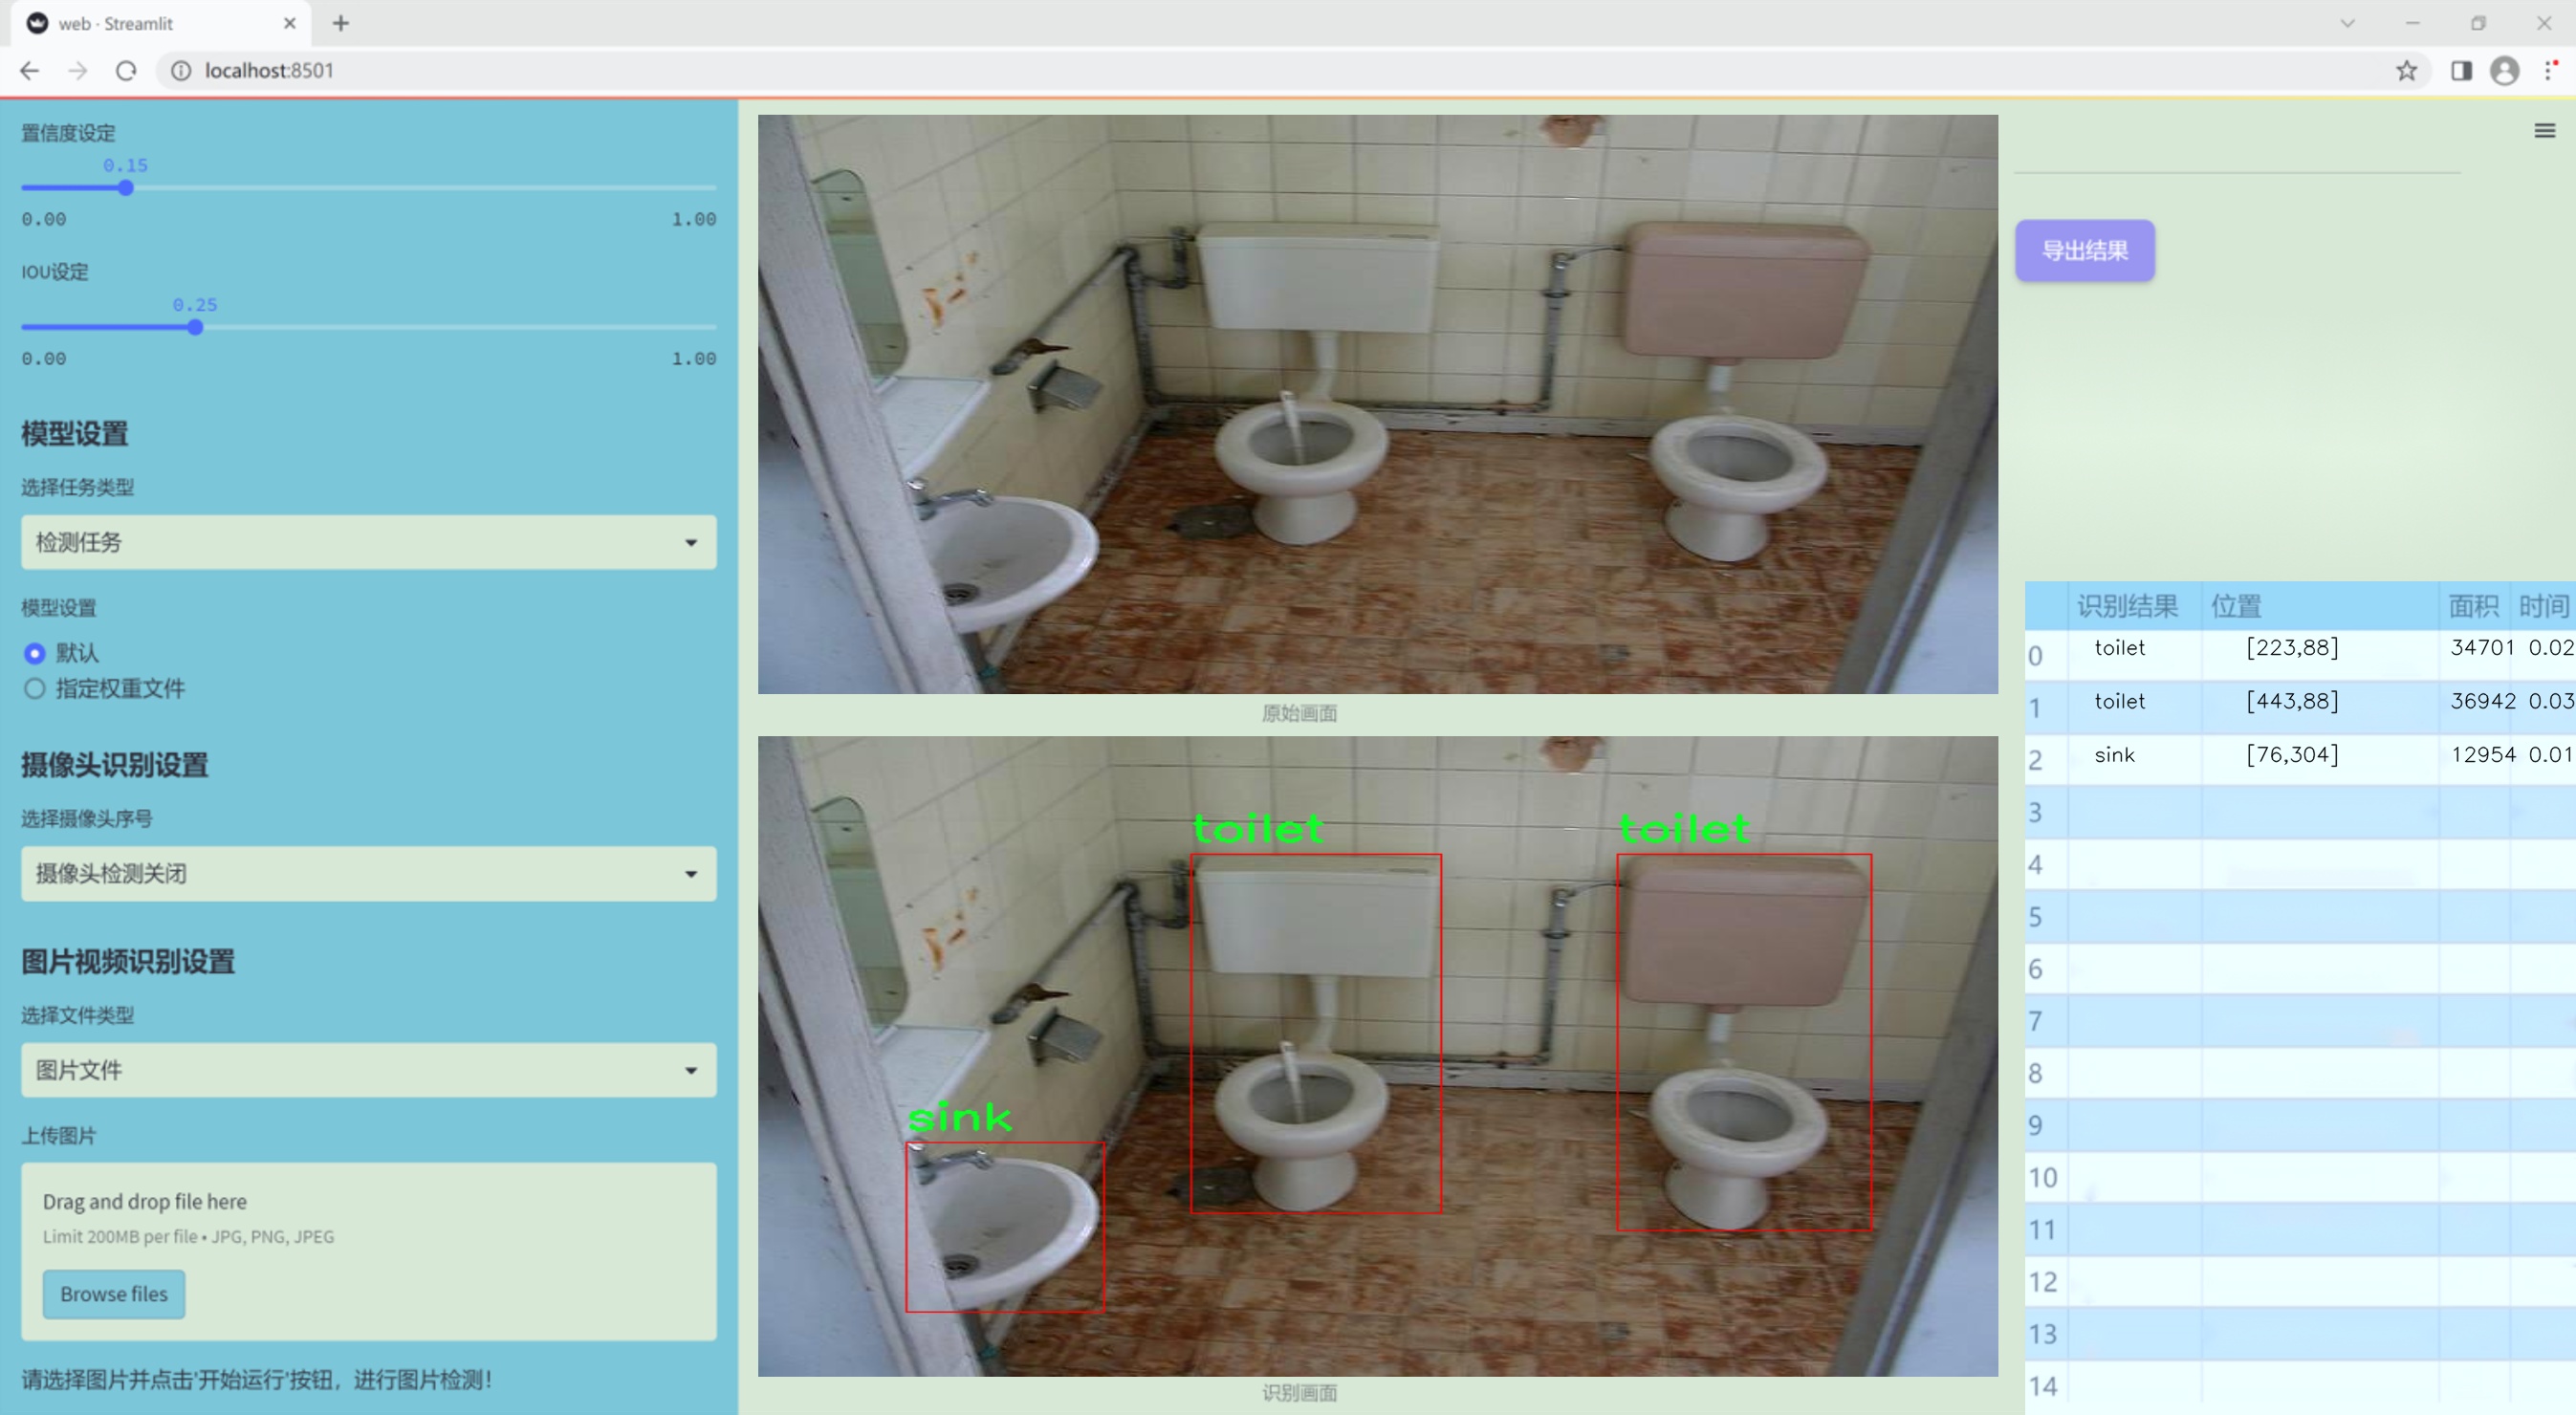 web · Streamlit
localhost:8501
置信度设定
0.15
0.00 1.00
IOU设定
0.25
0.00 1.00
模型设置
选择任务类型
检测任务
模型设置
默认
指定权重文件
摄像头识别设置
选择摄像头序号
摄像头检测关闭
图片视频识别设置
选择文件类型
图片文件
上传图片
Drag and drop file here
Limit 200MB per file • JPG, PNG, JPEG
Browse files
请选择图片并点击'开始运行'按钮，进行图片检测！
原始画面
toilet toilet
sink
识别画面
导出结果
识别结果 位置 面积 时间
0 toilet [223,88] 34701 0.02
1 toilet [443,88] 36942 0.03
2 sink [76,304] 12954 0.01
3
4
5
6
7
8
9
10
11
12
13
14